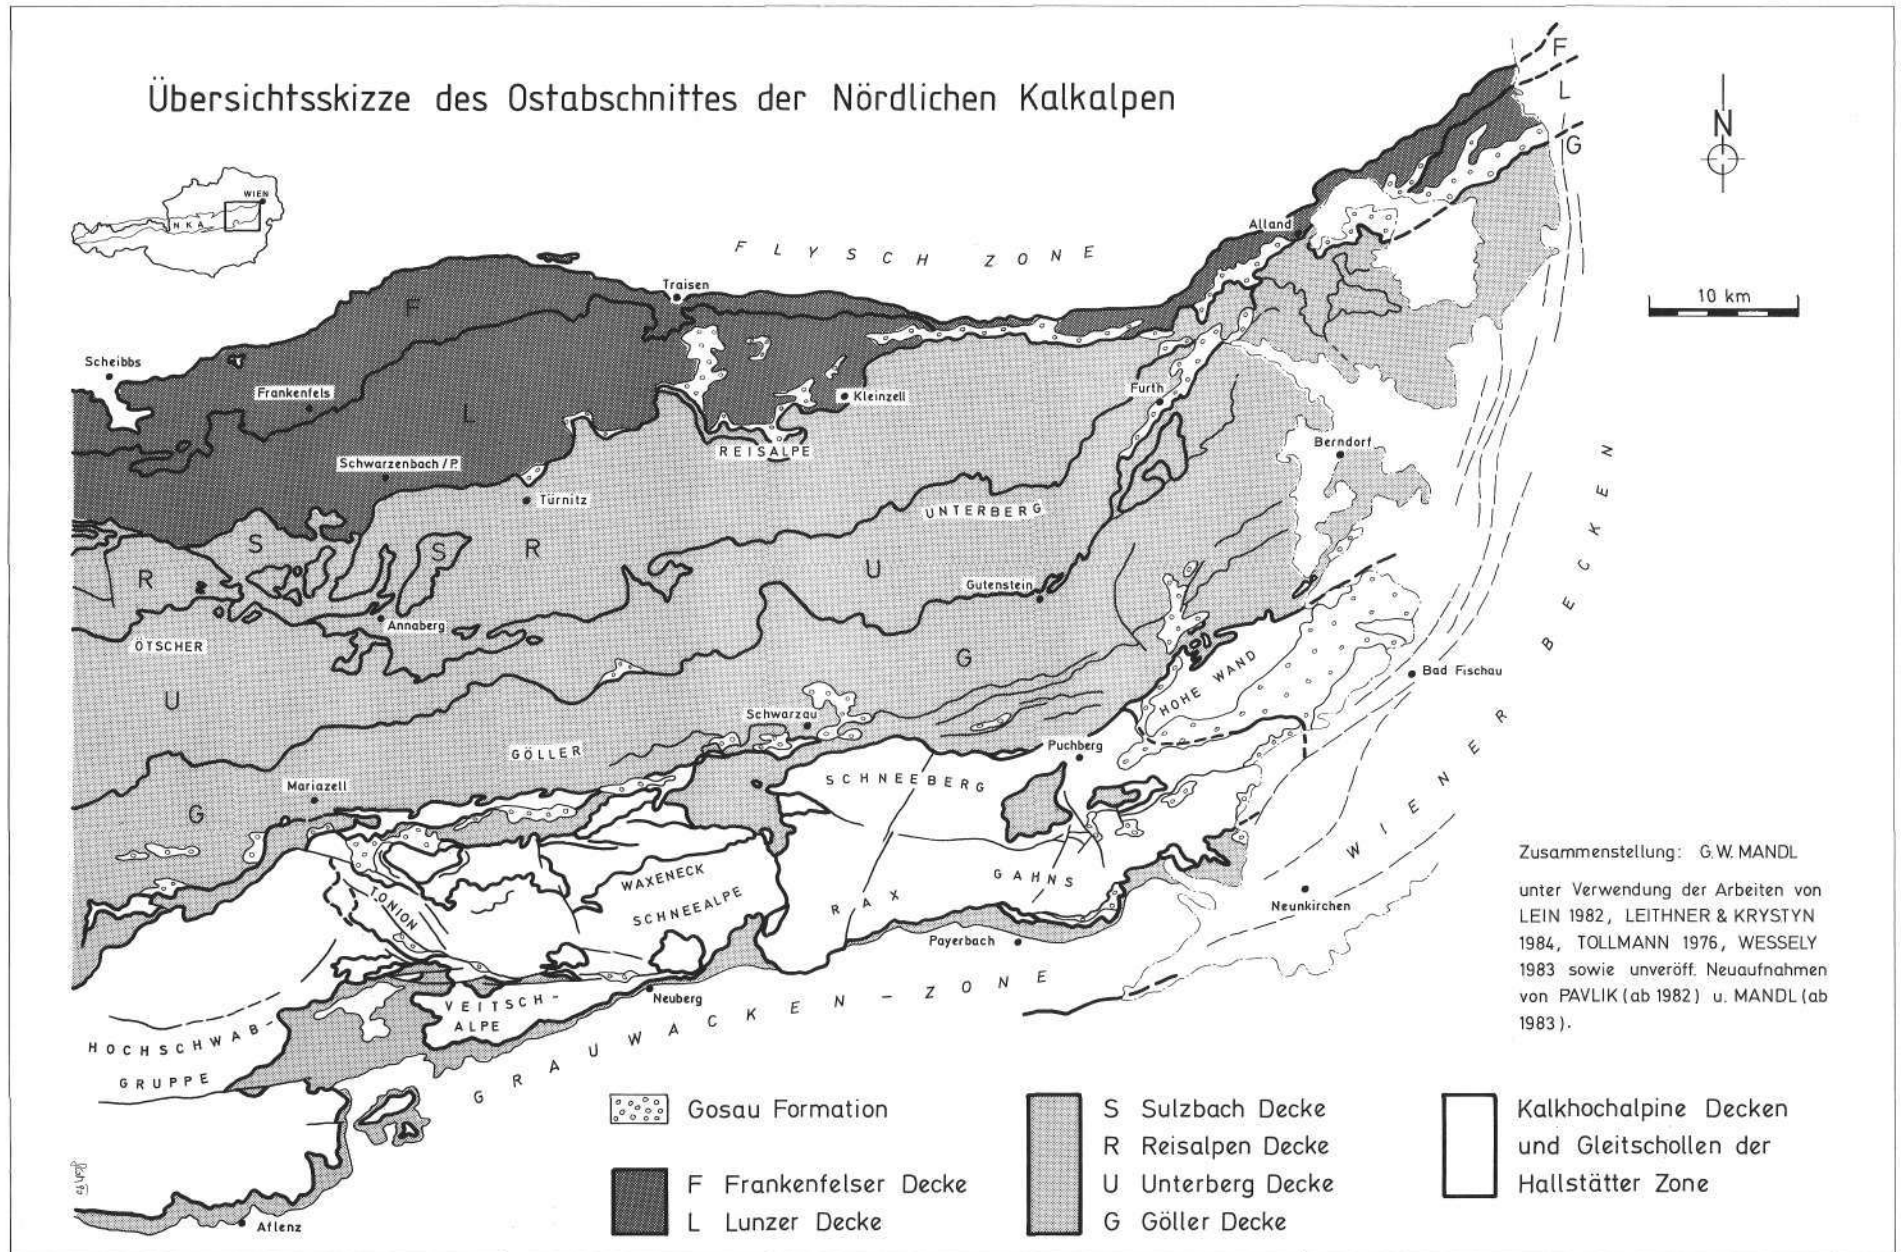 Übersichtsskizze des Ostabschnittes der Nördlichen Kalkalpen
F
L
G
N
WIEN
NKA
10 km
FLYSCH ZONE
Alland
Traisen
F
Scheibbs
Frankenfels
L
Kleinzell
Furth
REISALPE
Berndorf
Schwarzenbach/P.
Türnitz
UNTERBERG
S
S
R
R
U
Gutenstein
Annaberg
ÖTSCHER
G
HOHE WAND
Bad Fischau
U
Schwarzau
GÖLLER
Puchberg
Mariazell
SCHNEEBERG
G
WIENER BECKEN
WAXENECK
GAHNS
TONION
SCHNEEALPE
RAX
Neunkirchen
Payerbach
Neuberg
VEITSCH-
ALPE
HOCHSCHWAB-
GRUPPE
GRAUWACKEN-ZONE
Aflenz
Zusammenstellung: G.W. MANDL
unter Verwendung der Arbeiten von
LEIN 1982, LEITHNER & KRYSTYN
1984, TOLLMANN 1976, WESSELY
1983 sowie unveröff. Neuaufnahmen
von PAVLIK (ab 1982) u. MANDL (ab
1983).
Gosau Formation
F Frankenfelser Decke
L Lunzer Decke
S Sulzbach Decke
R Reisalpen Decke
U Unterberg Decke
G Göller Decke
Kalkhochalpine Decken
und Gleitschollen der
Hallstätter Zone